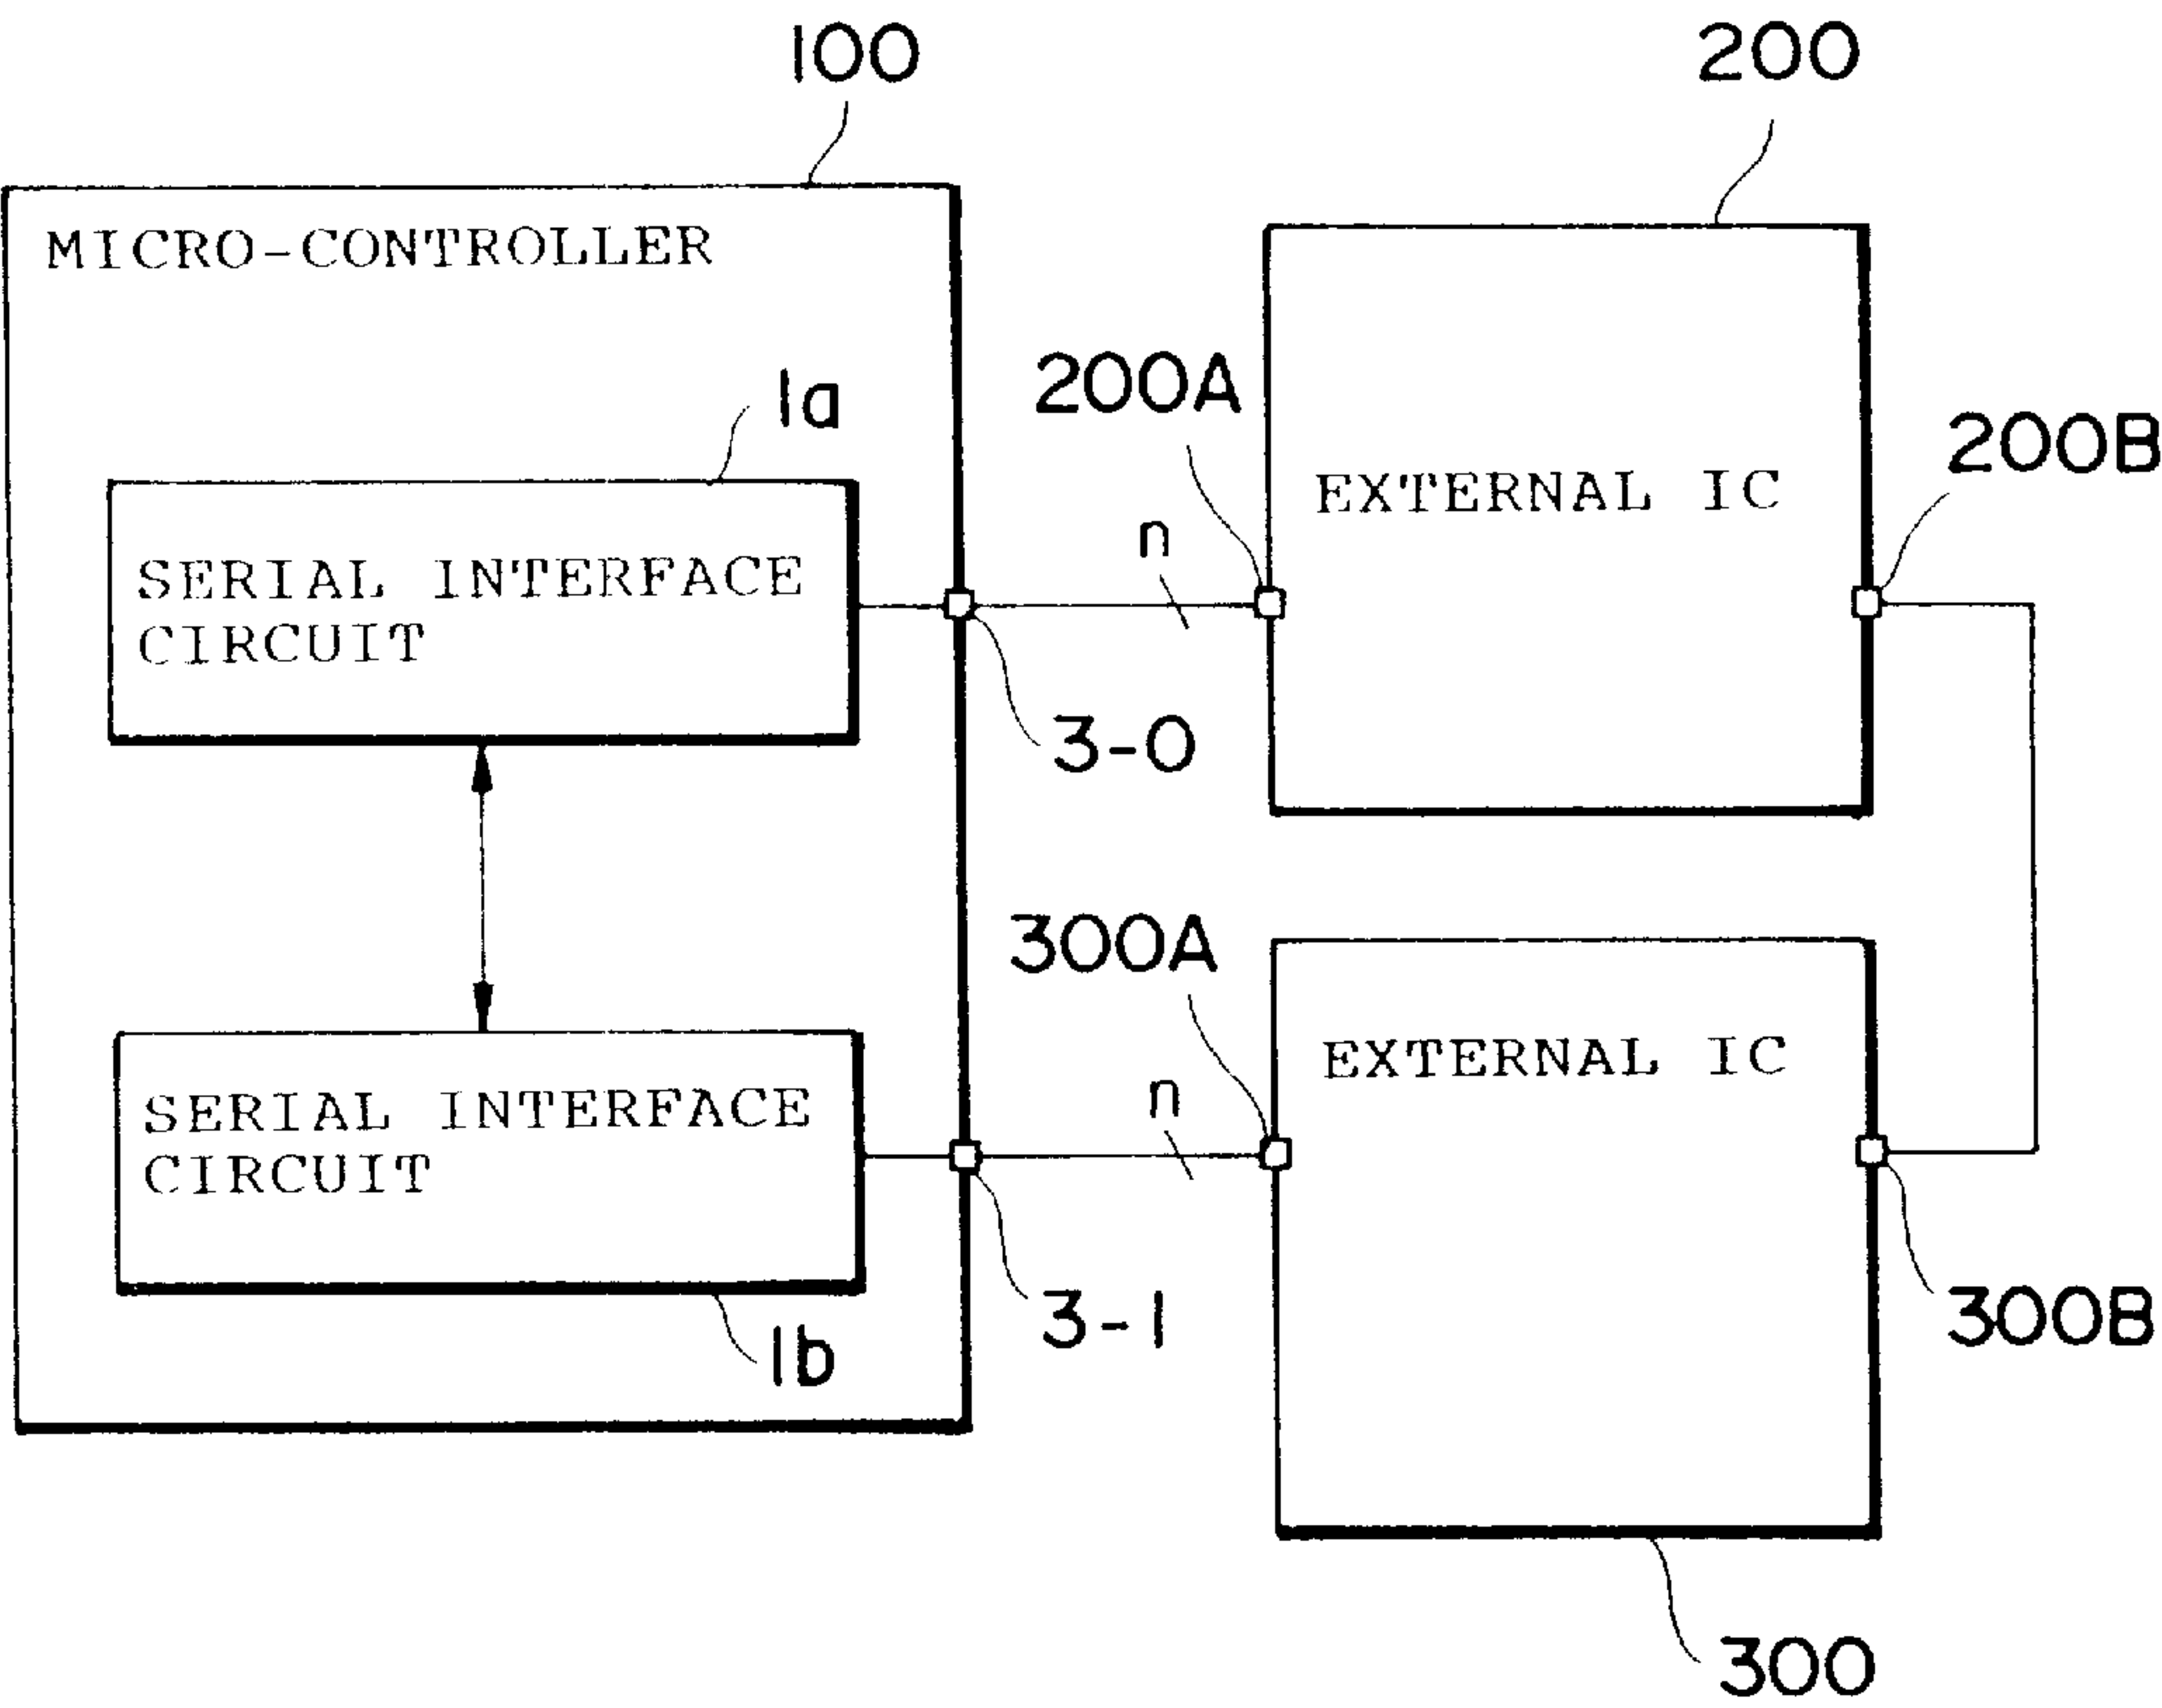 100
200
MICRO-CONTROLLER
1a
200A
200B
EXTERNAL IC
n
SERIAL INTERFACE
CIRCUIT
3-0
300A
EXTERNAL IC
n
SERIAL INTERFACE
CIRCUIT
3-1
300B
1b
300